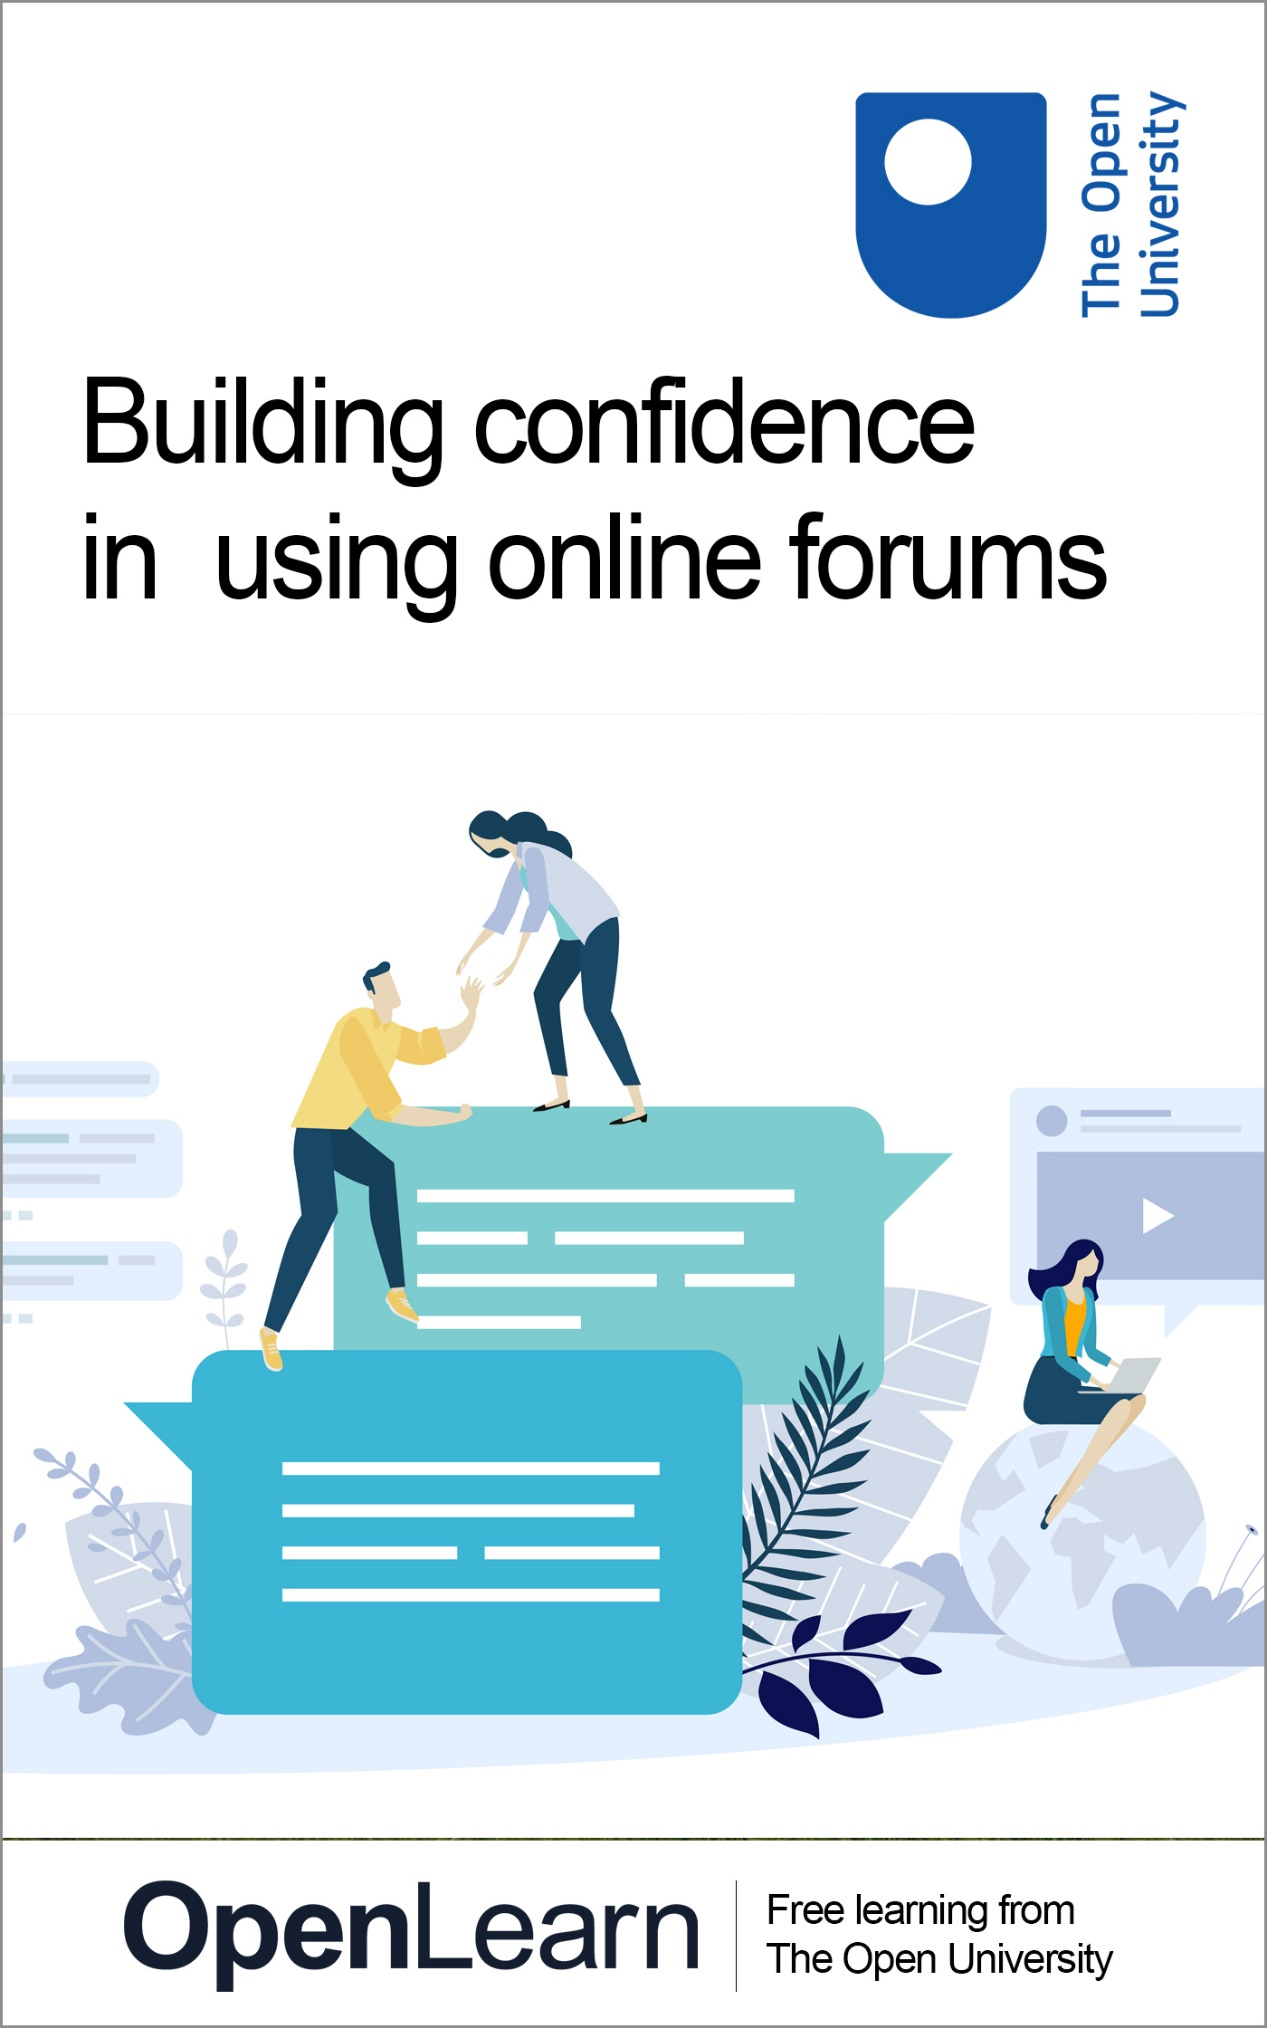 The Open
University
Building confidence
in  using online forums
OpenLearn
Free learning from
The Open University